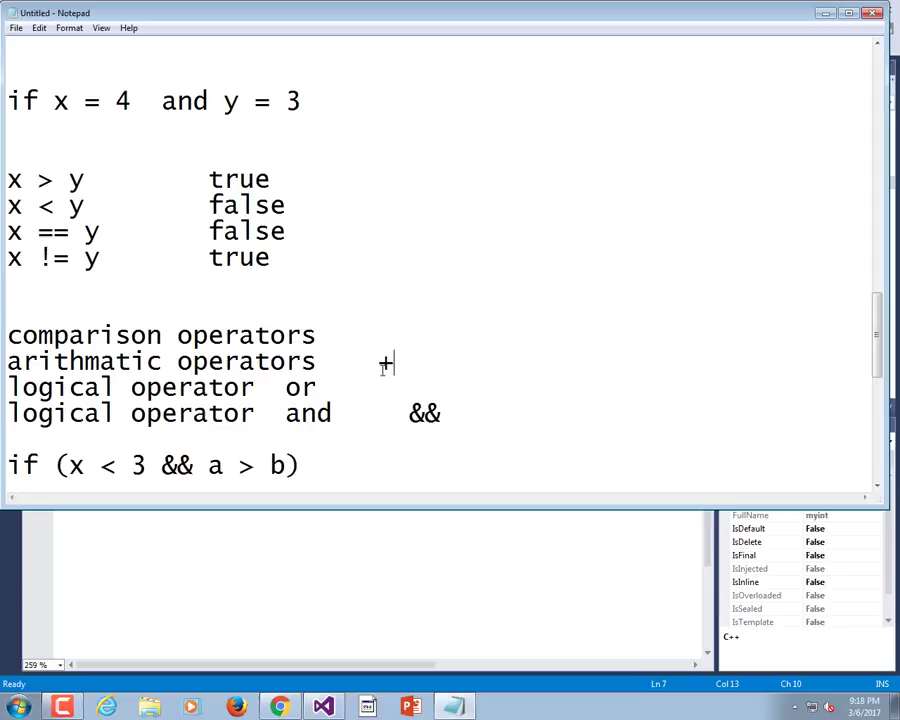 Untitled - Notepad
File Edit Format View Help
if x = 4 and y = 3
x > y true
x < y false
x == y false
x != y true
comparison operators
arithmatic operators +
logical operator or
logical operator and &&
if (x < 3 && a > b)
FullName myint
IsDefault False
IsDelete False
IsFinal False
IsInjected False
IsInline False
IsOverloaded False
IsSealed False
IsTemplate False
C++
259 %
Ready Ln 7 Col 13 Ch 10 INS
9:18 PM
3/6/2017